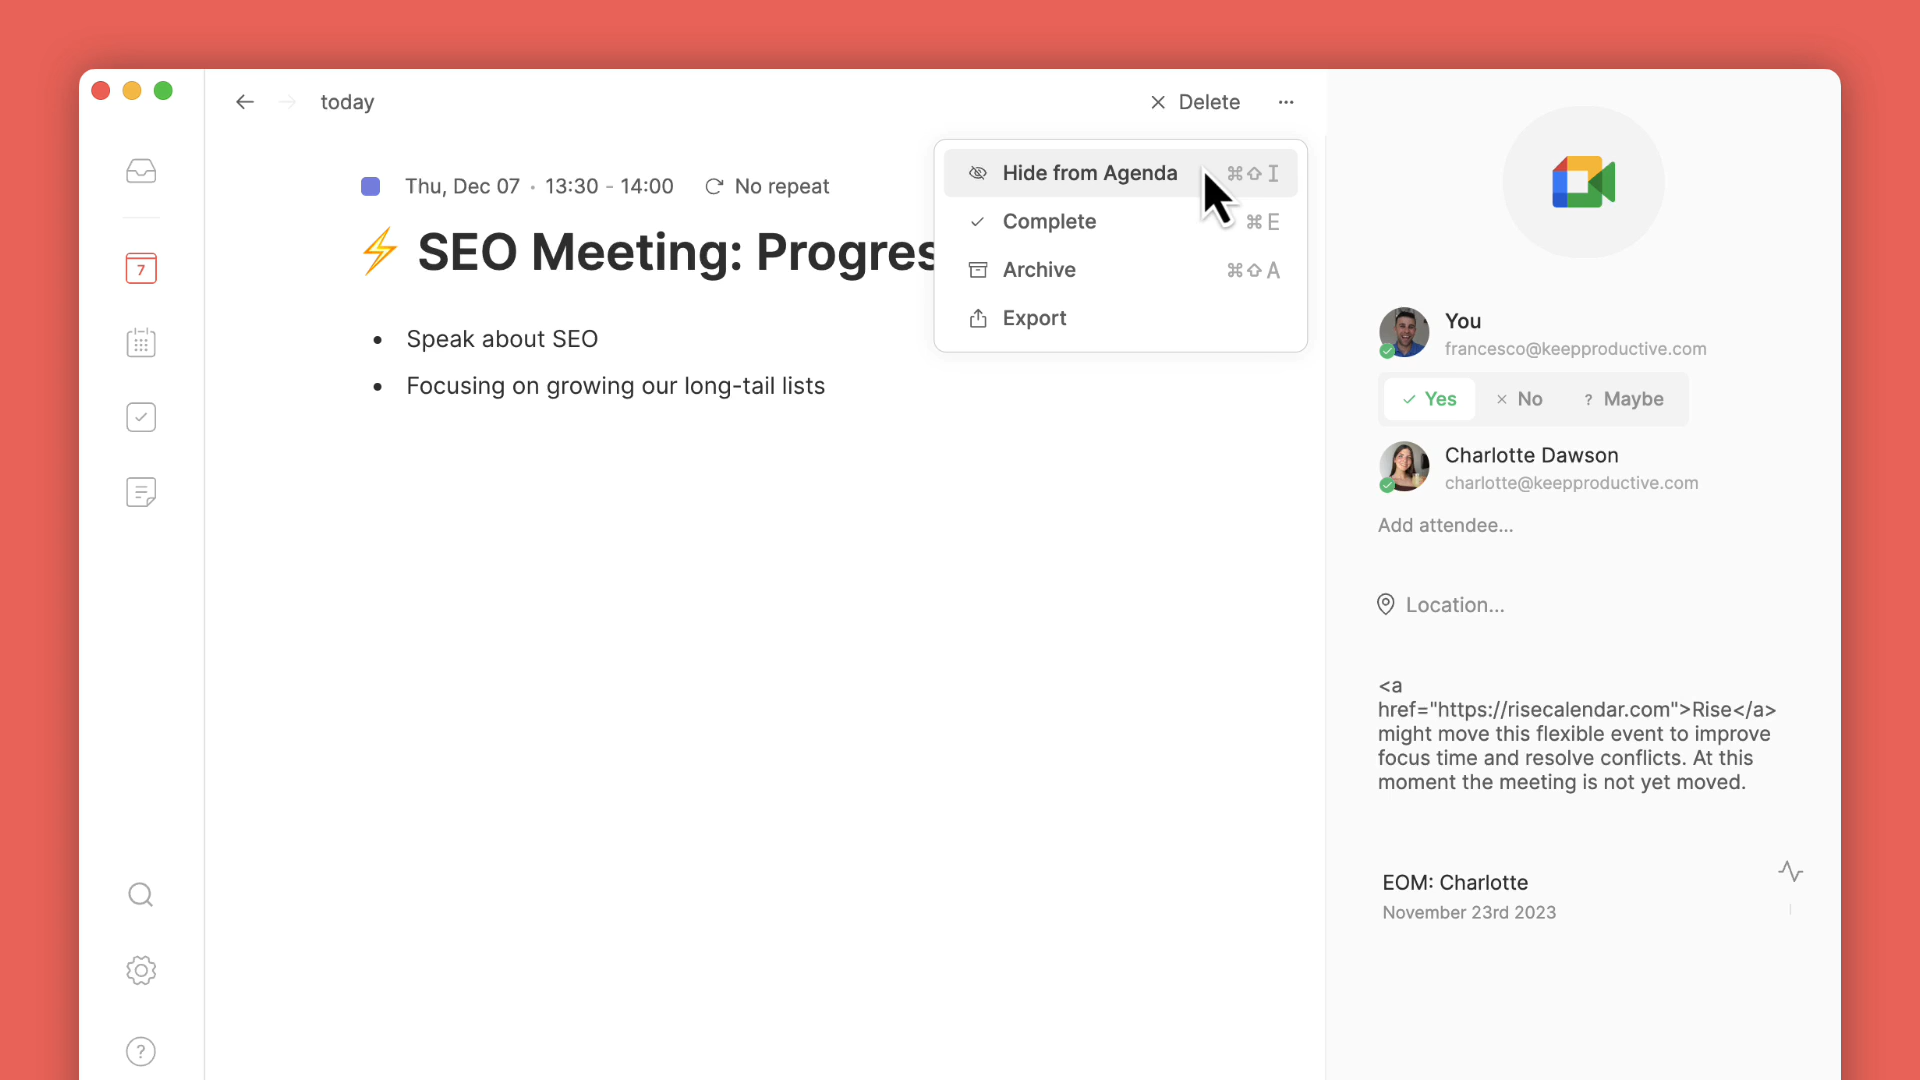 today
Delete
Thu, Dec 07 · 13:30 - 14:00
No repeat
⚡ SEO Meeting: Progres
• Speak about SEO
• Focusing on growing our long-tail lists
Hide from Agenda ⌘⇧I
Complete ⌘E
Archive ⌘⇧A
Export
7
You
francesco@keepproductive.com
Yes
No
? Maybe
Charlotte Dawson
charlotte@keepproductive.com
Add attendee...
Location...
<a
href="https://risecalendar.com">Rise</a>
might move this flexible event to improve
focus time and resolve conflicts. At this
moment the meeting is not yet moved.
EOM: Charlotte
November 23rd 2023
?